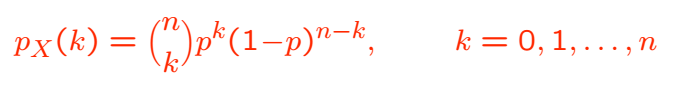 p_X(k) = \binom{n}{k} p^k (1-p)^{n-k},    k = 0, 1, ..., n